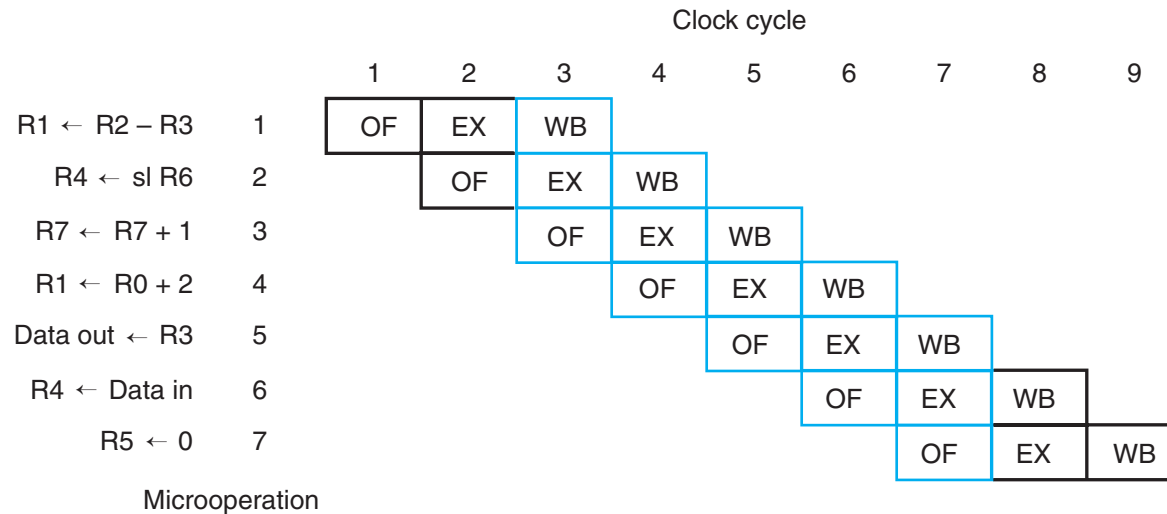 Clock cycle
1 2 3 4 5 6 7 8 9
R1 ← R2 – R3 1 OF EX WB
R4 ← sl R6 2 OF EX WB
R7 ← R7 + 1 3 OF EX WB
R1 ← R0 + 2 4 OF EX WB
Data out ← R3 5 OF EX WB
R4 ← Data in 6 OF EX WB
R5 ← 0 7 OF EX WB
Microoperation